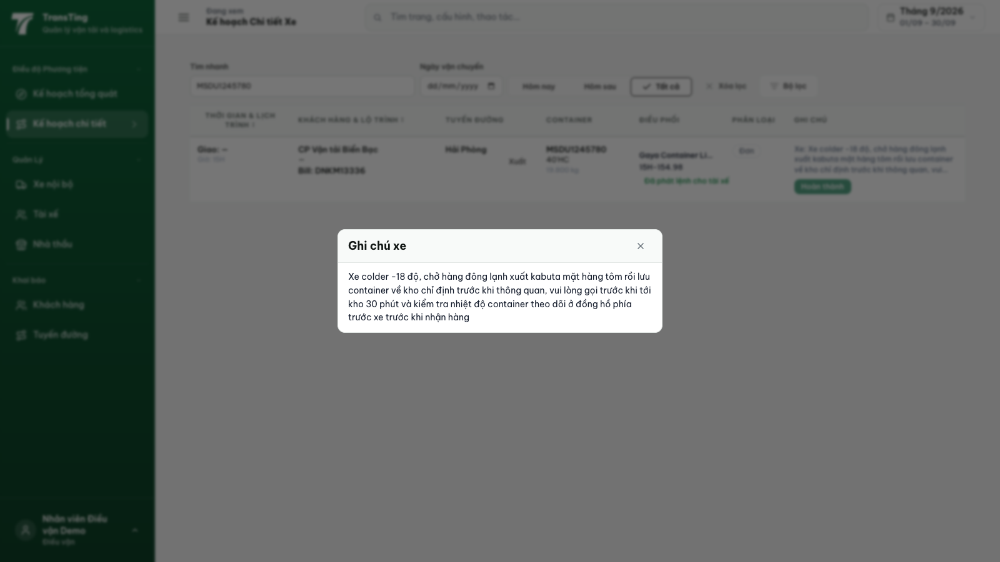 TransTing
Quản lý vận tải và logistics
Điều độ Phương tiện
Kế hoạch tổng quát
Kế hoạch chi tiết
Quản Lý
Xe nội bộ
Tài xế
Nhà thầu
Khai báo
Khách hàng
Tuyến đường
Nhân viên Điều
vận Demo
Điều vận
Đang xem
Kế hoạch Chi tiết Xe
Tìm trang, cấu hình, thao tác...
Tháng 9/2026
01/09 – 30/09
Tìm nhanh
Ngày vận chuyển
MSDU1245780
dd/mm/yyyy
Hôm nay
Hôm sau
Tất cả
Xóa lọc
Bộ lọc
THỜI GIAN & LỊCH
TRÌNH
KHÁCH HÀNG & LỘ TRÌNH
TUYẾN ĐƯỜNG
CONTAINER
ĐIỀU PHỐI
PHÂN LOẠI
GHI CHÚ
Giao: —
CP Vận tải Biển Bạc
—
Bill: DNKM13336
Hải Phòng
Xuất
MSDU1245780
40HC
Gaya Container Li...
15H-154.98
Đã phát lệnh cho tài xế
Đơn
Xe: Xe colder -18 độ, chở hàng đông lạnh
xuất kabuta mặt hàng tôm rồi lưu container
về kho chỉ định trước khi thông quan, vui...
Hoàn thành
Ghi chú xe
Xe colder -18 độ, chở hàng đông lạnh xuất kabuta mặt hàng tôm rồi lưu
container về kho chỉ định trước khi thông quan, vui lòng gọi trước khi tới
kho 30 phút và kiểm tra nhiệt độ container theo dõi ở đồng hồ phía
trước xe trước khi nhận hàng